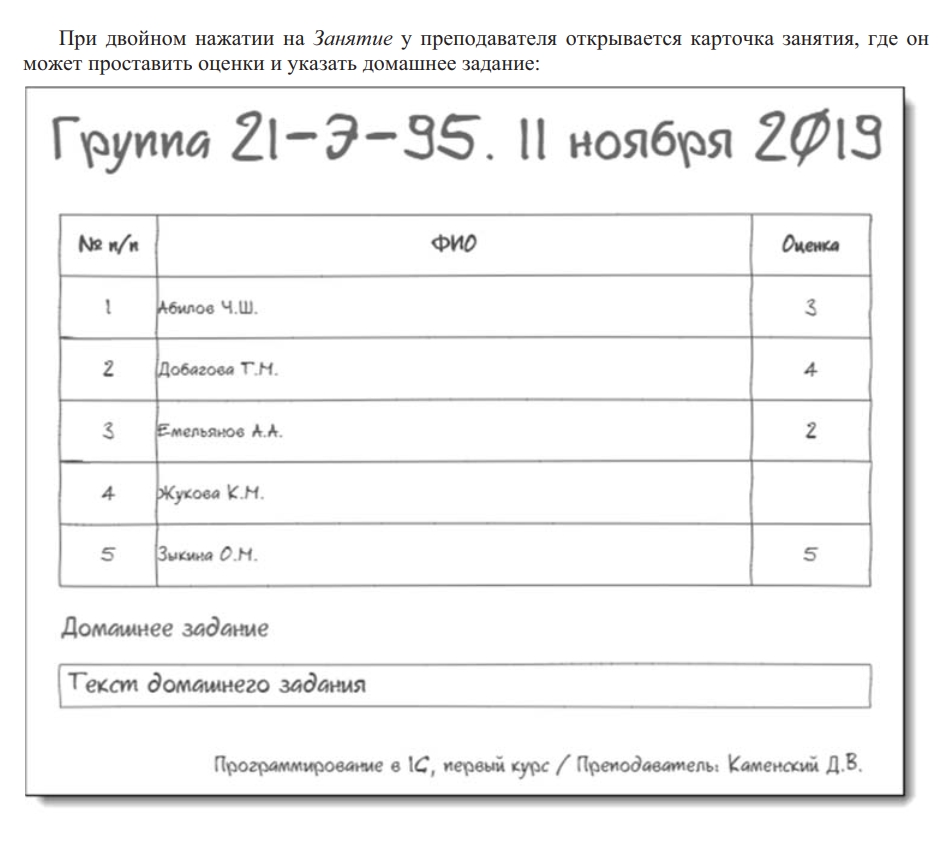 При двойном нажатии на Занятие у преподавателя открывается карточка занятия, где он
может проставить оценки и указать домашнее задание:
Группа 21-Э-95. 11 ноября 2019
№ п/п ФИО Оценка
1 Абилов Ч.Ш. 3
2 Добагова Т.М. 4
3 Емельянов А.А. 2
4 Жукова К.М.
5 Зыкина О.М. 5
Домашнее задание
Текст домашнего задания
Программирование в 1С, первый курс / Преподаватель: Каменский Д.В.